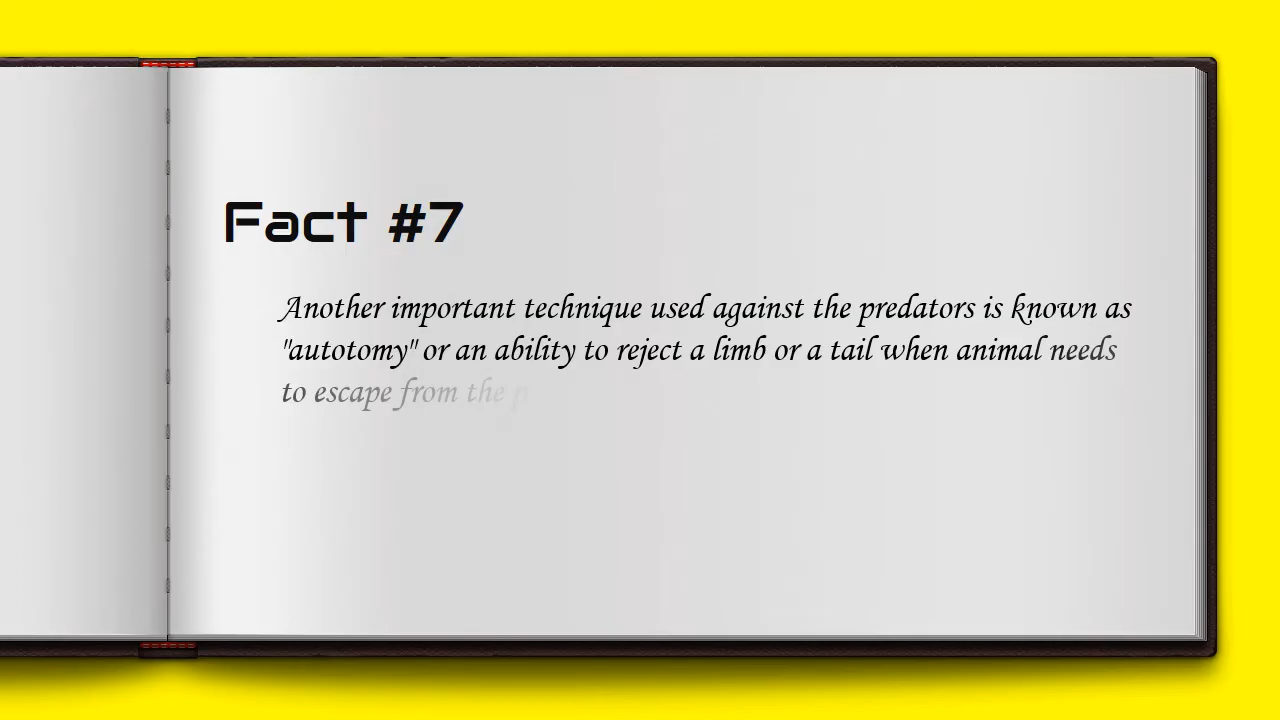 Fact #7
Another important technique used against the predators is known as
"autotomy" or an ability to reject a limb or a tail when animal needs
to escape from the